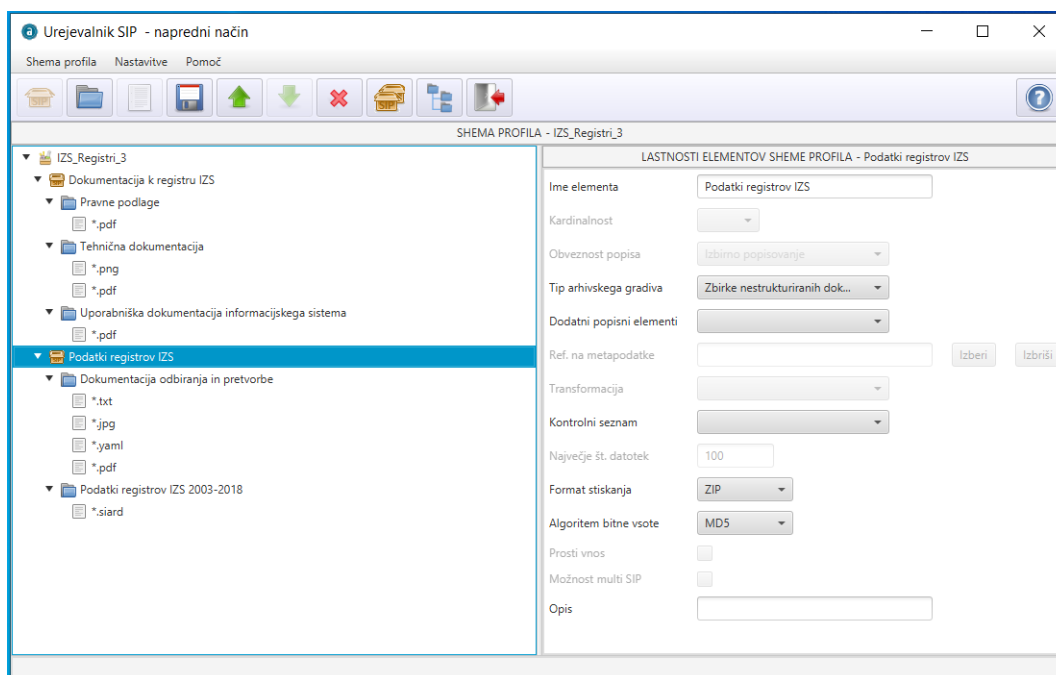 Urejevalnik SIP - napredni način
Shema profila Nastavitve Pomoč
SIP SIP
SHEMA PROFILA - IZS_Registri_3
IZS_Registri_3
Dokumentacija k registru IZS
Pravne podlage
*.pdf
Tehnična dokumentacija
*.png
*.pdf
Uporabniška dokumentacija informacijskega sistema
*.pdf
Podatki registrov IZS
Dokumentacija odbiranja in pretvorbe
*.txt
*.jpg
*.yaml
*.pdf
Podatki registrov IZS 2003-2018
*.siard
LASTNOSTI ELEMENTOV SHEME PROFILA - Podatki registrov IZS
Ime elementa Podatki registrov IZS
Kardinalnost
Obveznost popisa Izbirno popisovanje
Tip arhivskega gradiva Zbirke nestrukturiranih dok...
Dodatni popisni elementi
Ref. na metapodatke Izberi Izbriši
Transformacija
Kontrolni seznam
Največje št. datotek 100
Format stiskanja ZIP
Algoritem bitne vsote MD5
Prosti vnos
Možnost multi SIP
Opis